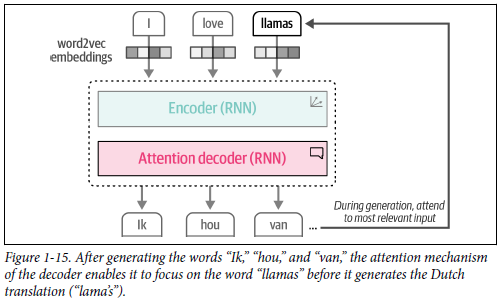 I love llamas
word2vec
embeddings
Encoder (RNN)
Attention decoder (RNN)
Ik hou van ...
During generation, attend
to most relevant input
Figure 1-15. After generating the words “Ik,” “hou,” and “van,” the attention mechanism
of the decoder enables it to focus on the word “llamas” before it generates the Dutch
translation (“lama’s”).